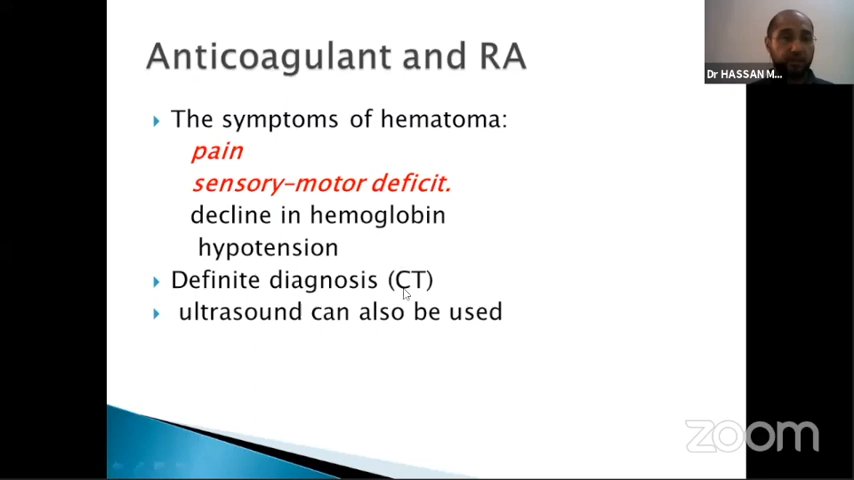 Anticoagulant and RA
Dr HASSAN M...
The symptoms of hematoma:
pain
sensory-motor deficit.
decline in hemoglobin
hypotension
Definite diagnosis (CT)
ultrasound can also be used
zoom